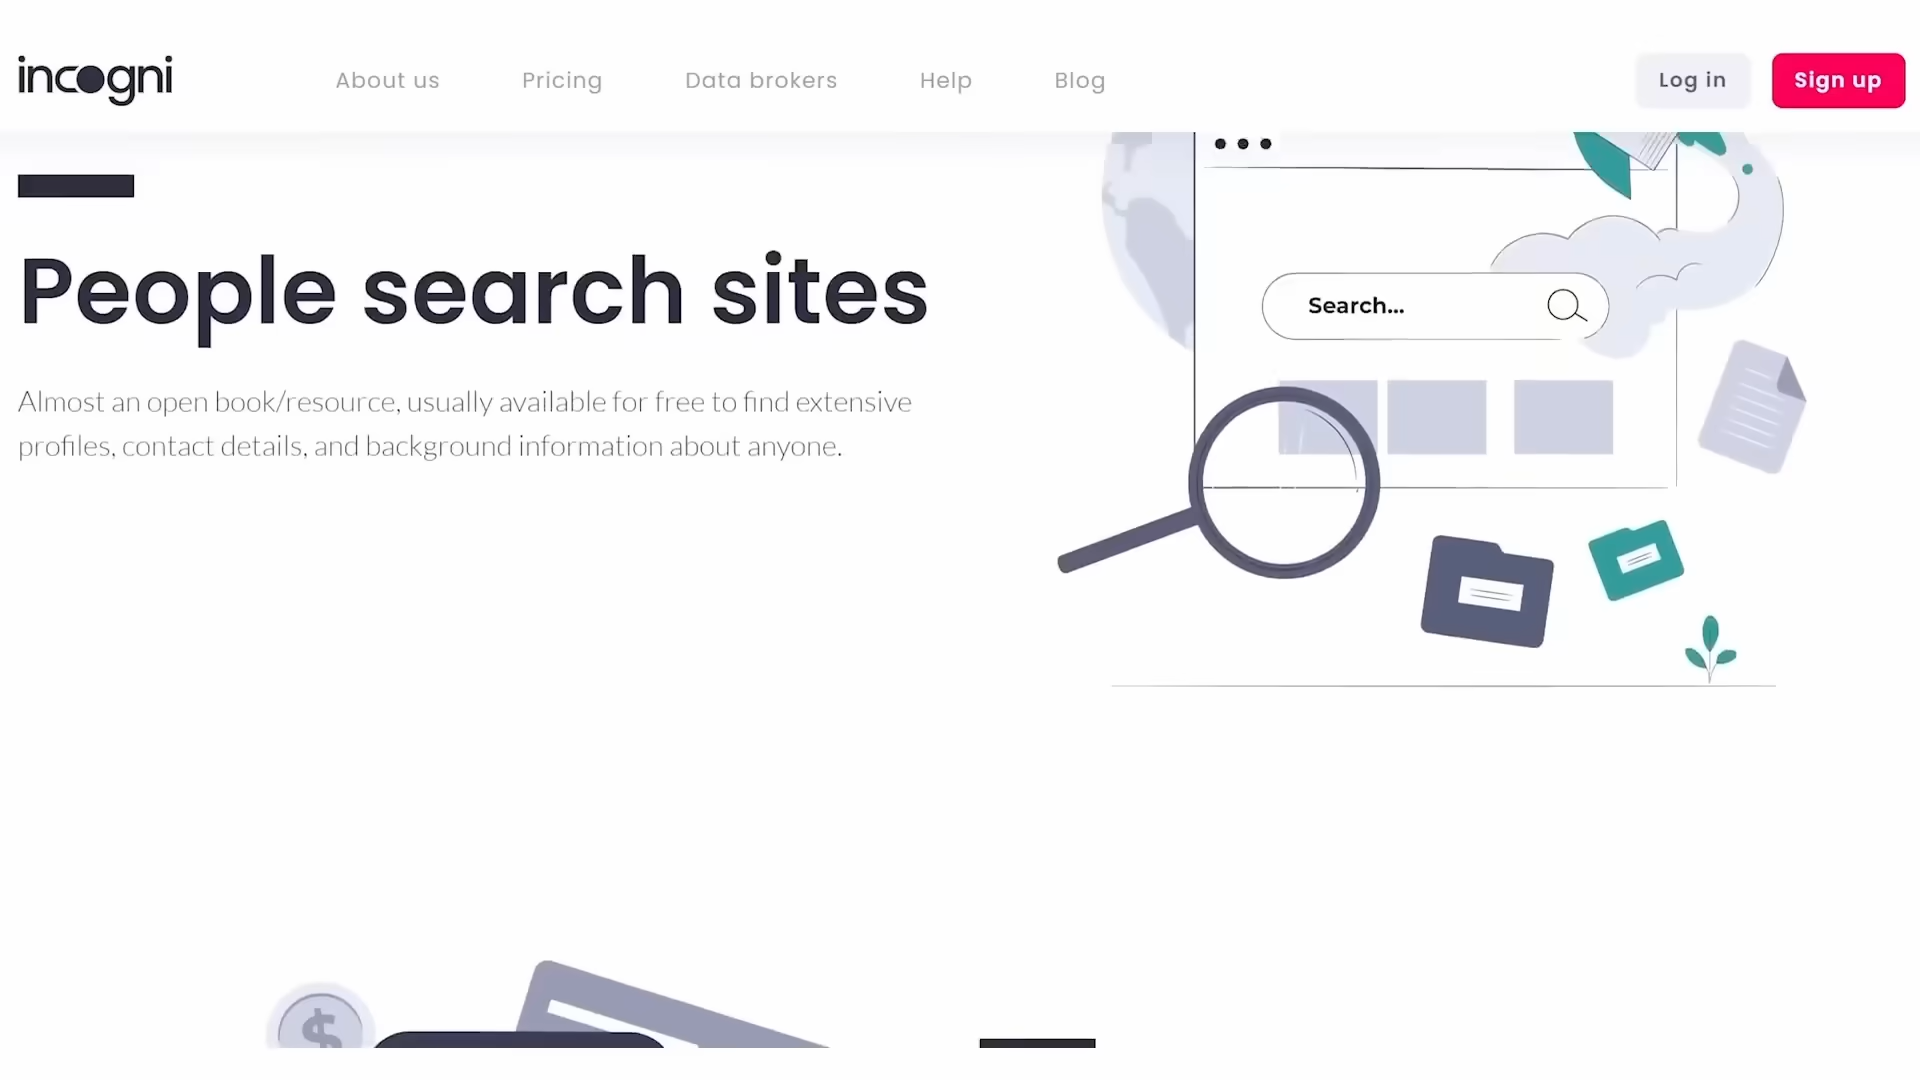 incogni
About us
Pricing
Data brokers
Help
Blog
Log in
Sign up
People search sites
Almost an open book/resource, usually available for free to find extensive
profiles, contact details, and background information about anyone.
Search...
$